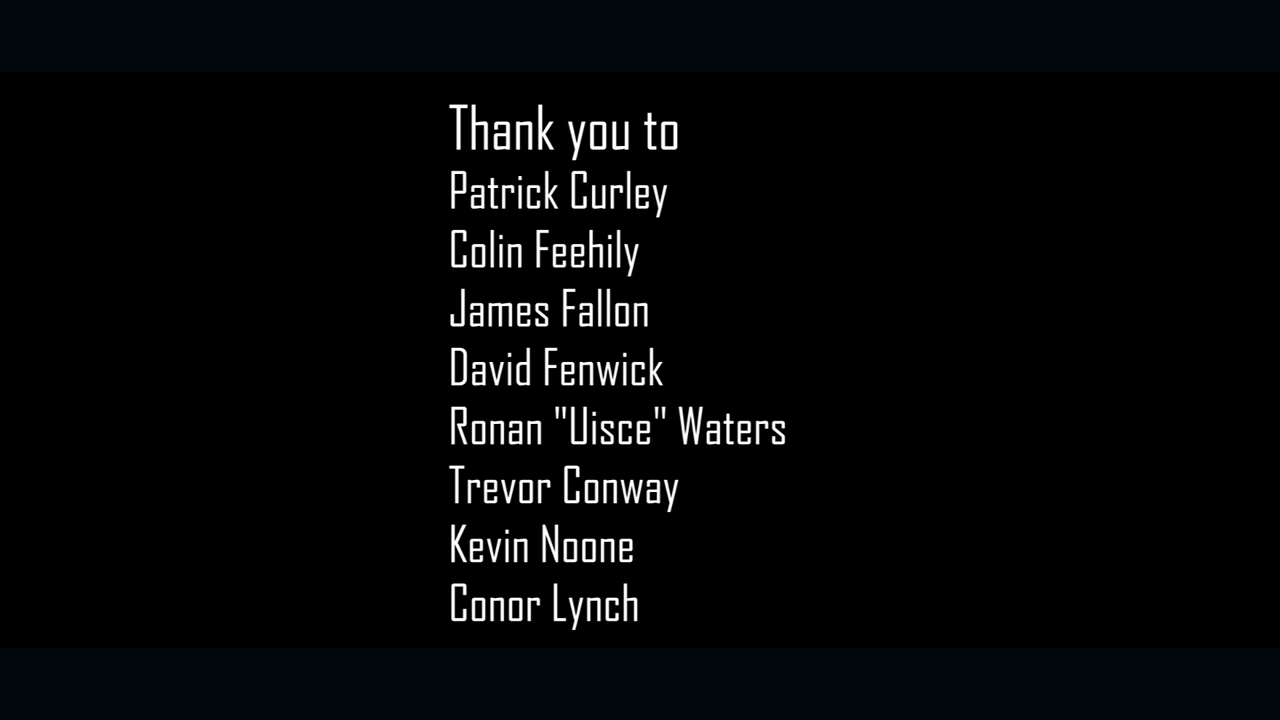 Thank you to
Patrick Curley
Colin Feehily
James Fallon
David Fenwick
Ronan "Uisce" Waters
Trevor Conway
Kevin Noone
Conor Lynch